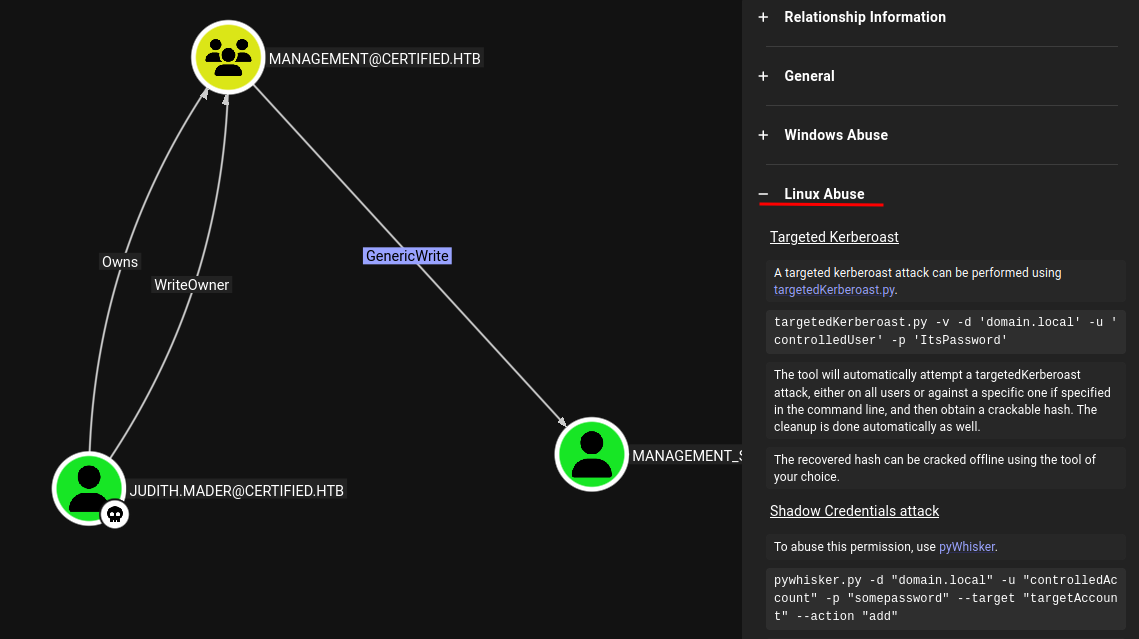 MANAGEMENT@CERTIFIED.HTB
Owns
WriteOwner
GenericWrite
JUDITH.MADER@CERTIFIED.HTB
MANAGEMENT_S
+ Relationship Information
+ General
+ Windows Abuse
− Linux Abuse
Targeted Kerberoast
A targeted kerberoast attack can be performed using
targetedKerberoast.py.
targetedKerberoast.py -v -d 'domain.local' -u '
controlledUser' -p 'ItsPassword'
The tool will automatically attempt a targetedKerberoast
attack, either on all users or against a specific one if specified
in the command line, and then obtain a crackable hash. The
cleanup is done automatically as well.
The recovered hash can be cracked offline using the tool of
your choice.
Shadow Credentials attack
To abuse this permission, use pyWhisker.
pywhisker.py -d "domain.local" -u "controlledAc
count" -p "somepassword" --target "targetAccoun
t" --action "add"